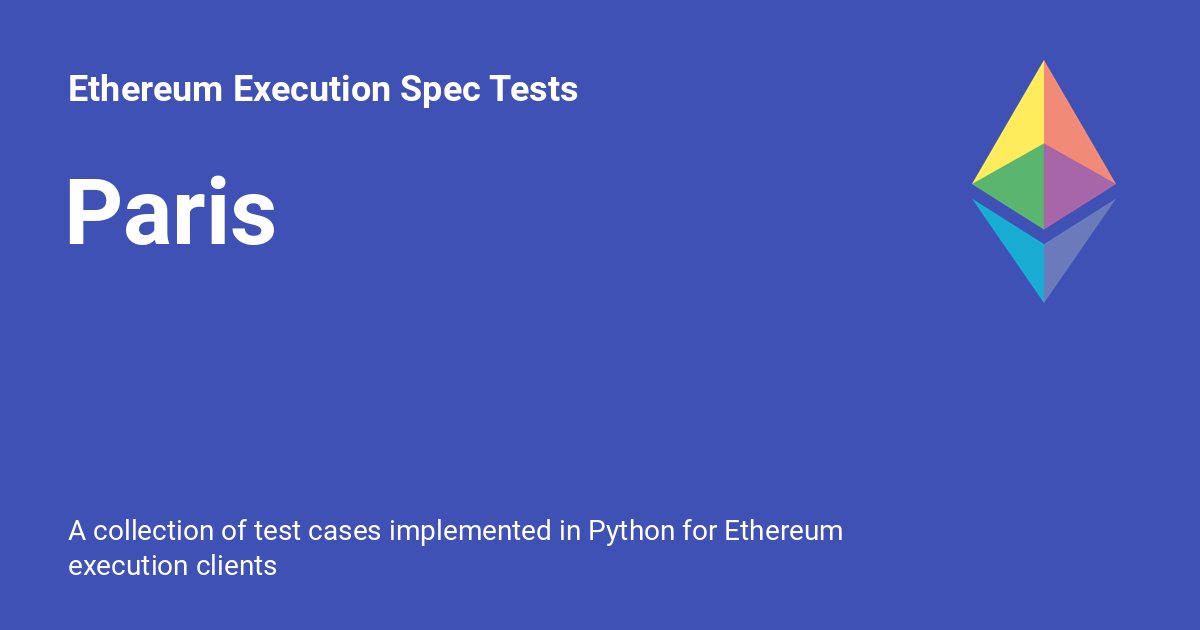 Ethereum Execution Spec Tests
Paris
A collection of test cases implemented in Python for Ethereum
execution clients